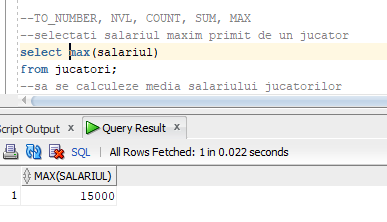 --TO_NUMBER, NVL, COUNT, SUM, MAX
--selectati salariul maxim primit de un jucator
select max(salariul)
from jucatori;
--sa se calculeze media salariului jucatorilor
Script Output x Query Result x
SQL | All Rows Fetched: 1 in 0.022 seconds
MAX(SALARIUL)
1 15000